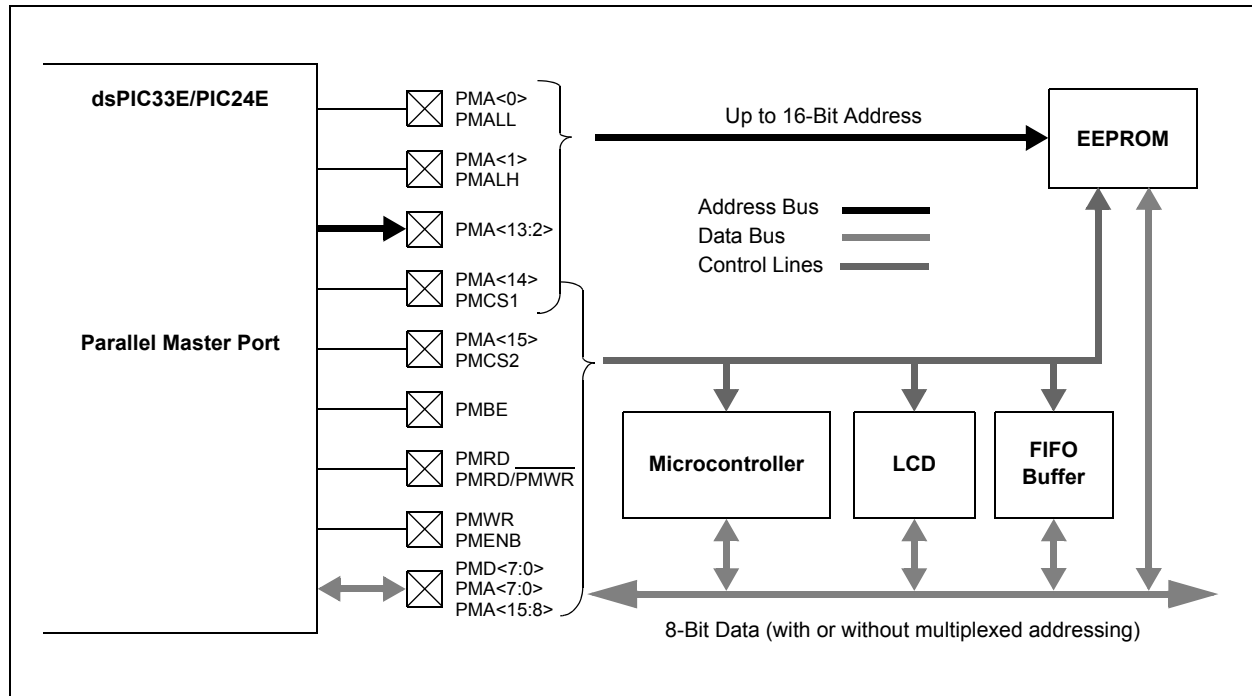 dsPIC33E/PIC24E
Parallel Master Port
PMA<0>
PMALL
PMA<1>
PMALH
PMA<13:2>
PMA<14>
PMCS1
PMA<15>
PMCS2
PMBE
PMRD
PMRD/PMWR
PMWR
PMENB
PMD<7:0>
PMA<7:0>
PMA<15:8>
Up to 16-Bit Address
EEPROM
Address Bus
Data Bus
Control Lines
Microcontroller
LCD
FIFO
Buffer
8-Bit Data (with or without multiplexed addressing)